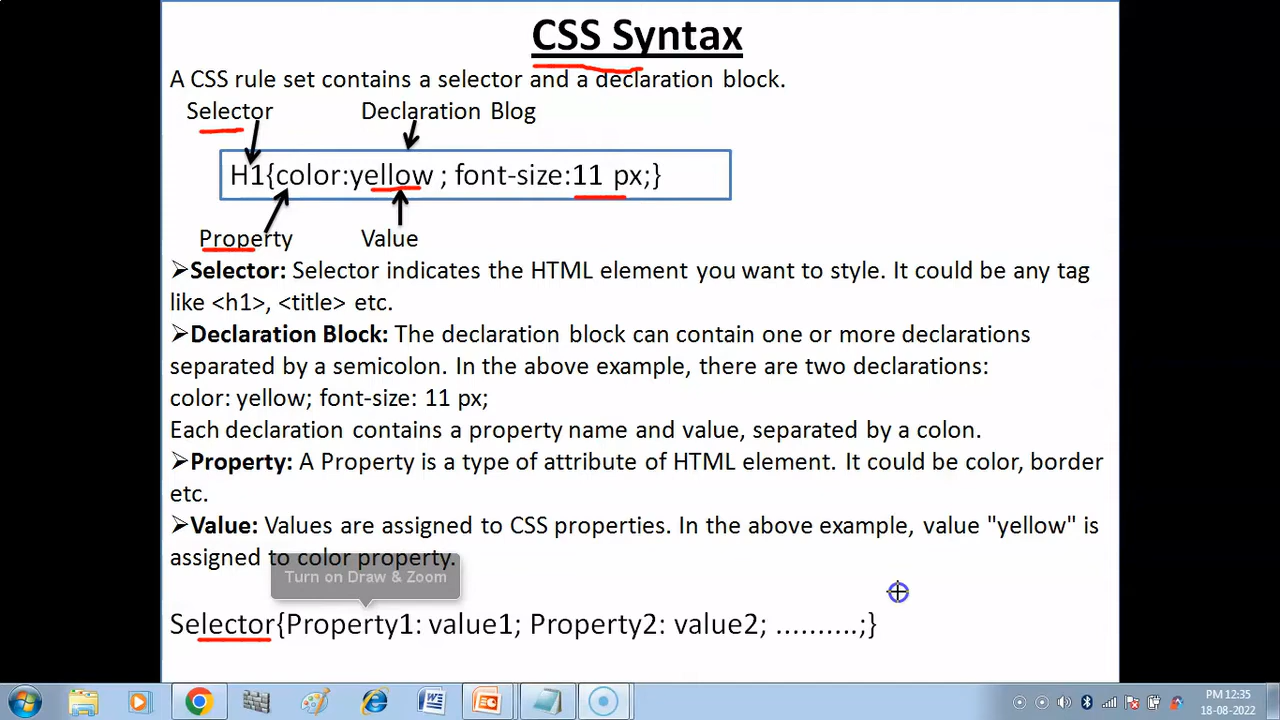 CSS Syntax
A CSS rule set contains a selector and a declaration block.
Selector Declaration Blog
H1{color:yellow ; font-size:11 px;}
Property Value
➢Selector: Selector indicates the HTML element you want to style. It could be any tag
like <h1>, <title> etc.
➢Declaration Block: The declaration block can contain one or more declarations
separated by a semicolon. In the above example, there are two declarations:
color: yellow; font-size: 11 px;
Each declaration contains a property name and value, separated by a colon.
➢Property: A Property is a type of attribute of HTML element. It could be color, border
etc.
➢Value: Values are assigned to CSS properties. In the above example, value "yellow" is
assigned to color property.
Turn on Draw & Zoom
Selector{Property1: value1; Property2: value2; ..........;}
PM 12:35
18-08-2022